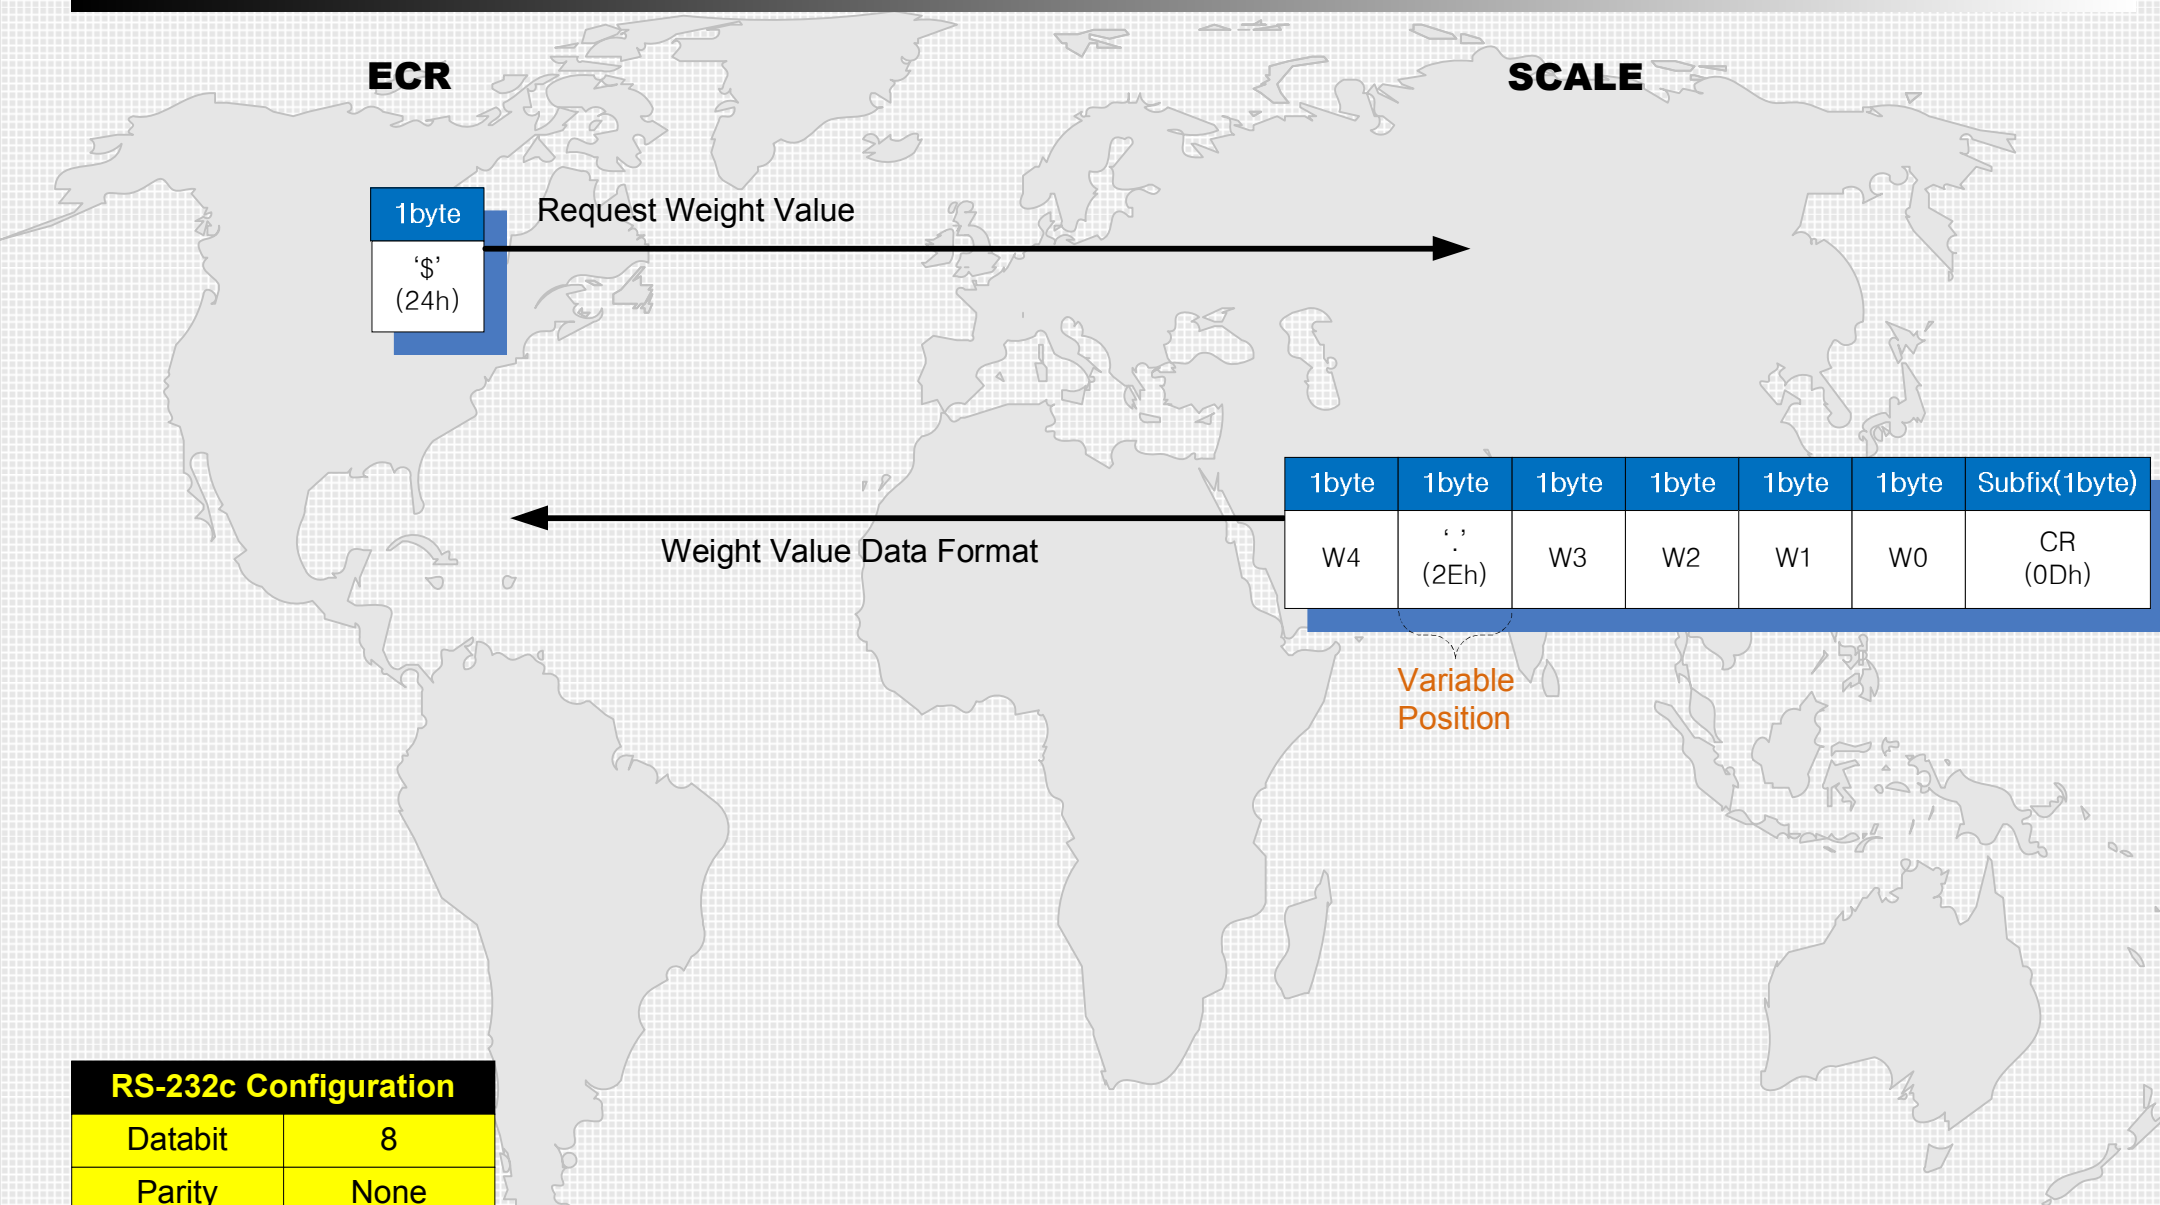 ECR
SCALE
1byte
Request Weight Value
‘$’
(24h)
1byte 1byte 1byte 1byte 1byte 1byte Subfix(1byte)
W4 ‘.’ (2Eh) W3 W2 W1 W0 CR (0Dh)
Weight Value Data Format
Variable
Position
RS-232c Configuration
Databit 8
Parity None